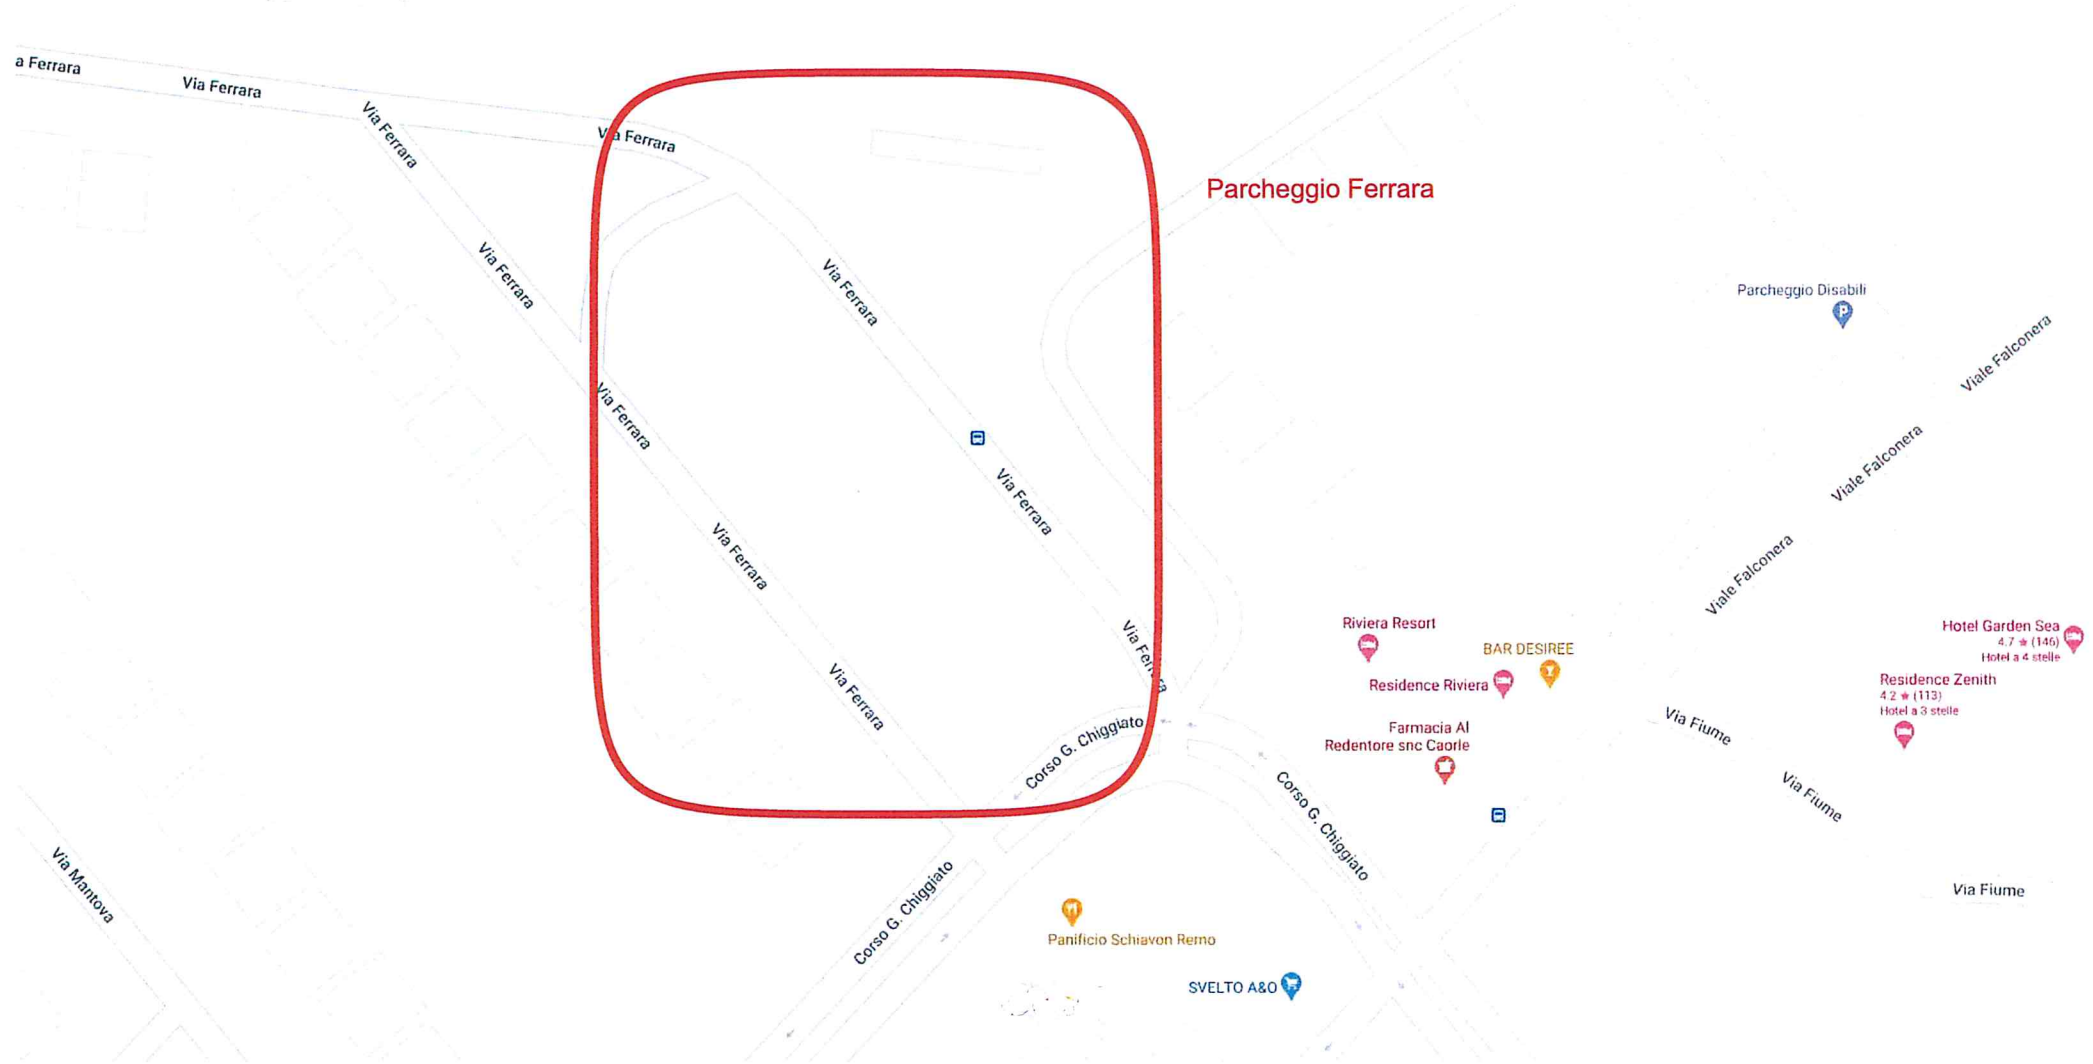 a Ferrara
Via Ferrara
Via Ferrara
Via Ferrara
Parcheggio Ferrara
Via Ferrara
Via Ferrara
Parcheggio Disabili
P
Viale Falconera
Via Ferrara
Viale Falconera
Via Ferrara
Via Ferrara
Viale Falconera
Via Ferrara
Via Ferrara
Riviera Resort
Hotel Garden Sea
4.7 ★ (146)
Hotel a 4 stelle
BAR DESIREE
Residence Riviera
Residence Zenith
4.2 ★ (113)
Hotel a 3 stelle
Corso G. Chiggiato
Farmacia Al
Redentore snc Caorle
Via Fiume
Via Fiume
Corso G. Chiggiato
Via Mantova
Corso G. Chiggiato
Via Fiume
Panificio Schiavon Remo
SVELTO A&O